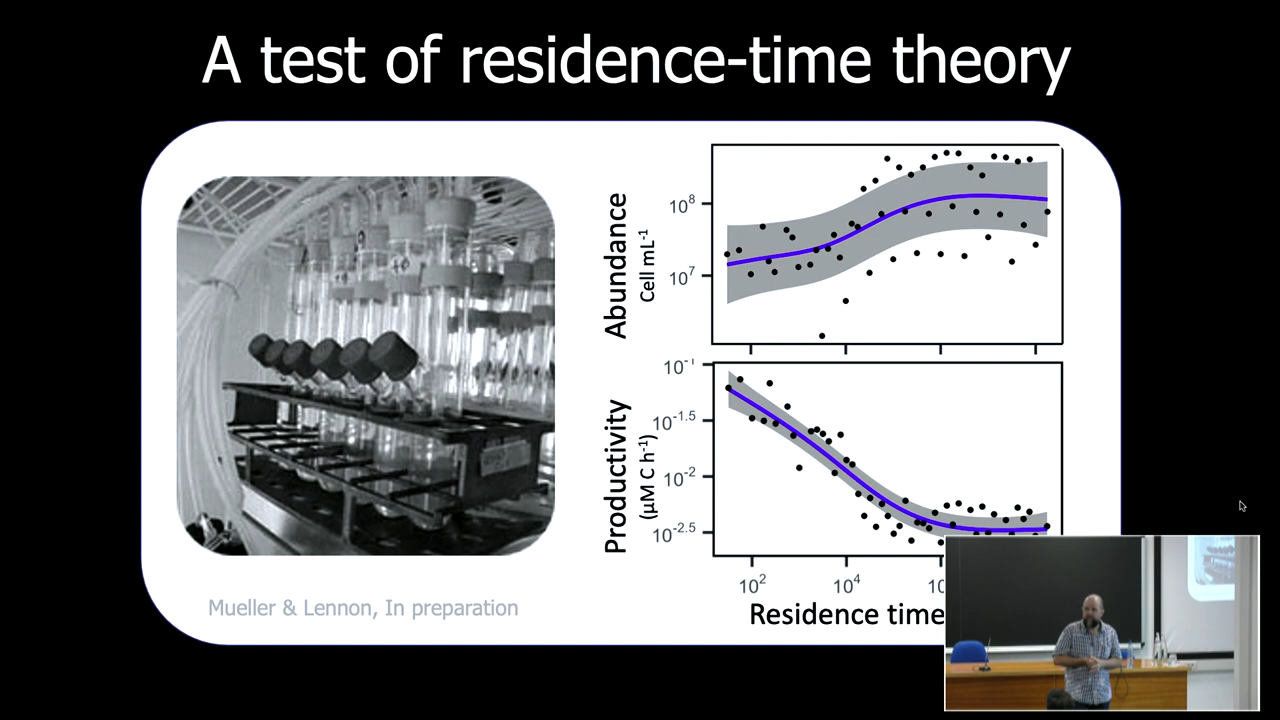 A test of residence-time theory
Abundance
Cell mL⁻¹
10⁸
10⁷
Productivity
(µM C h⁻¹)
10⁻¹
10⁻¹·⁵
10⁻²
10⁻²·⁵
10²
10⁴
Residence time
Mueller & Lennon, In preparation